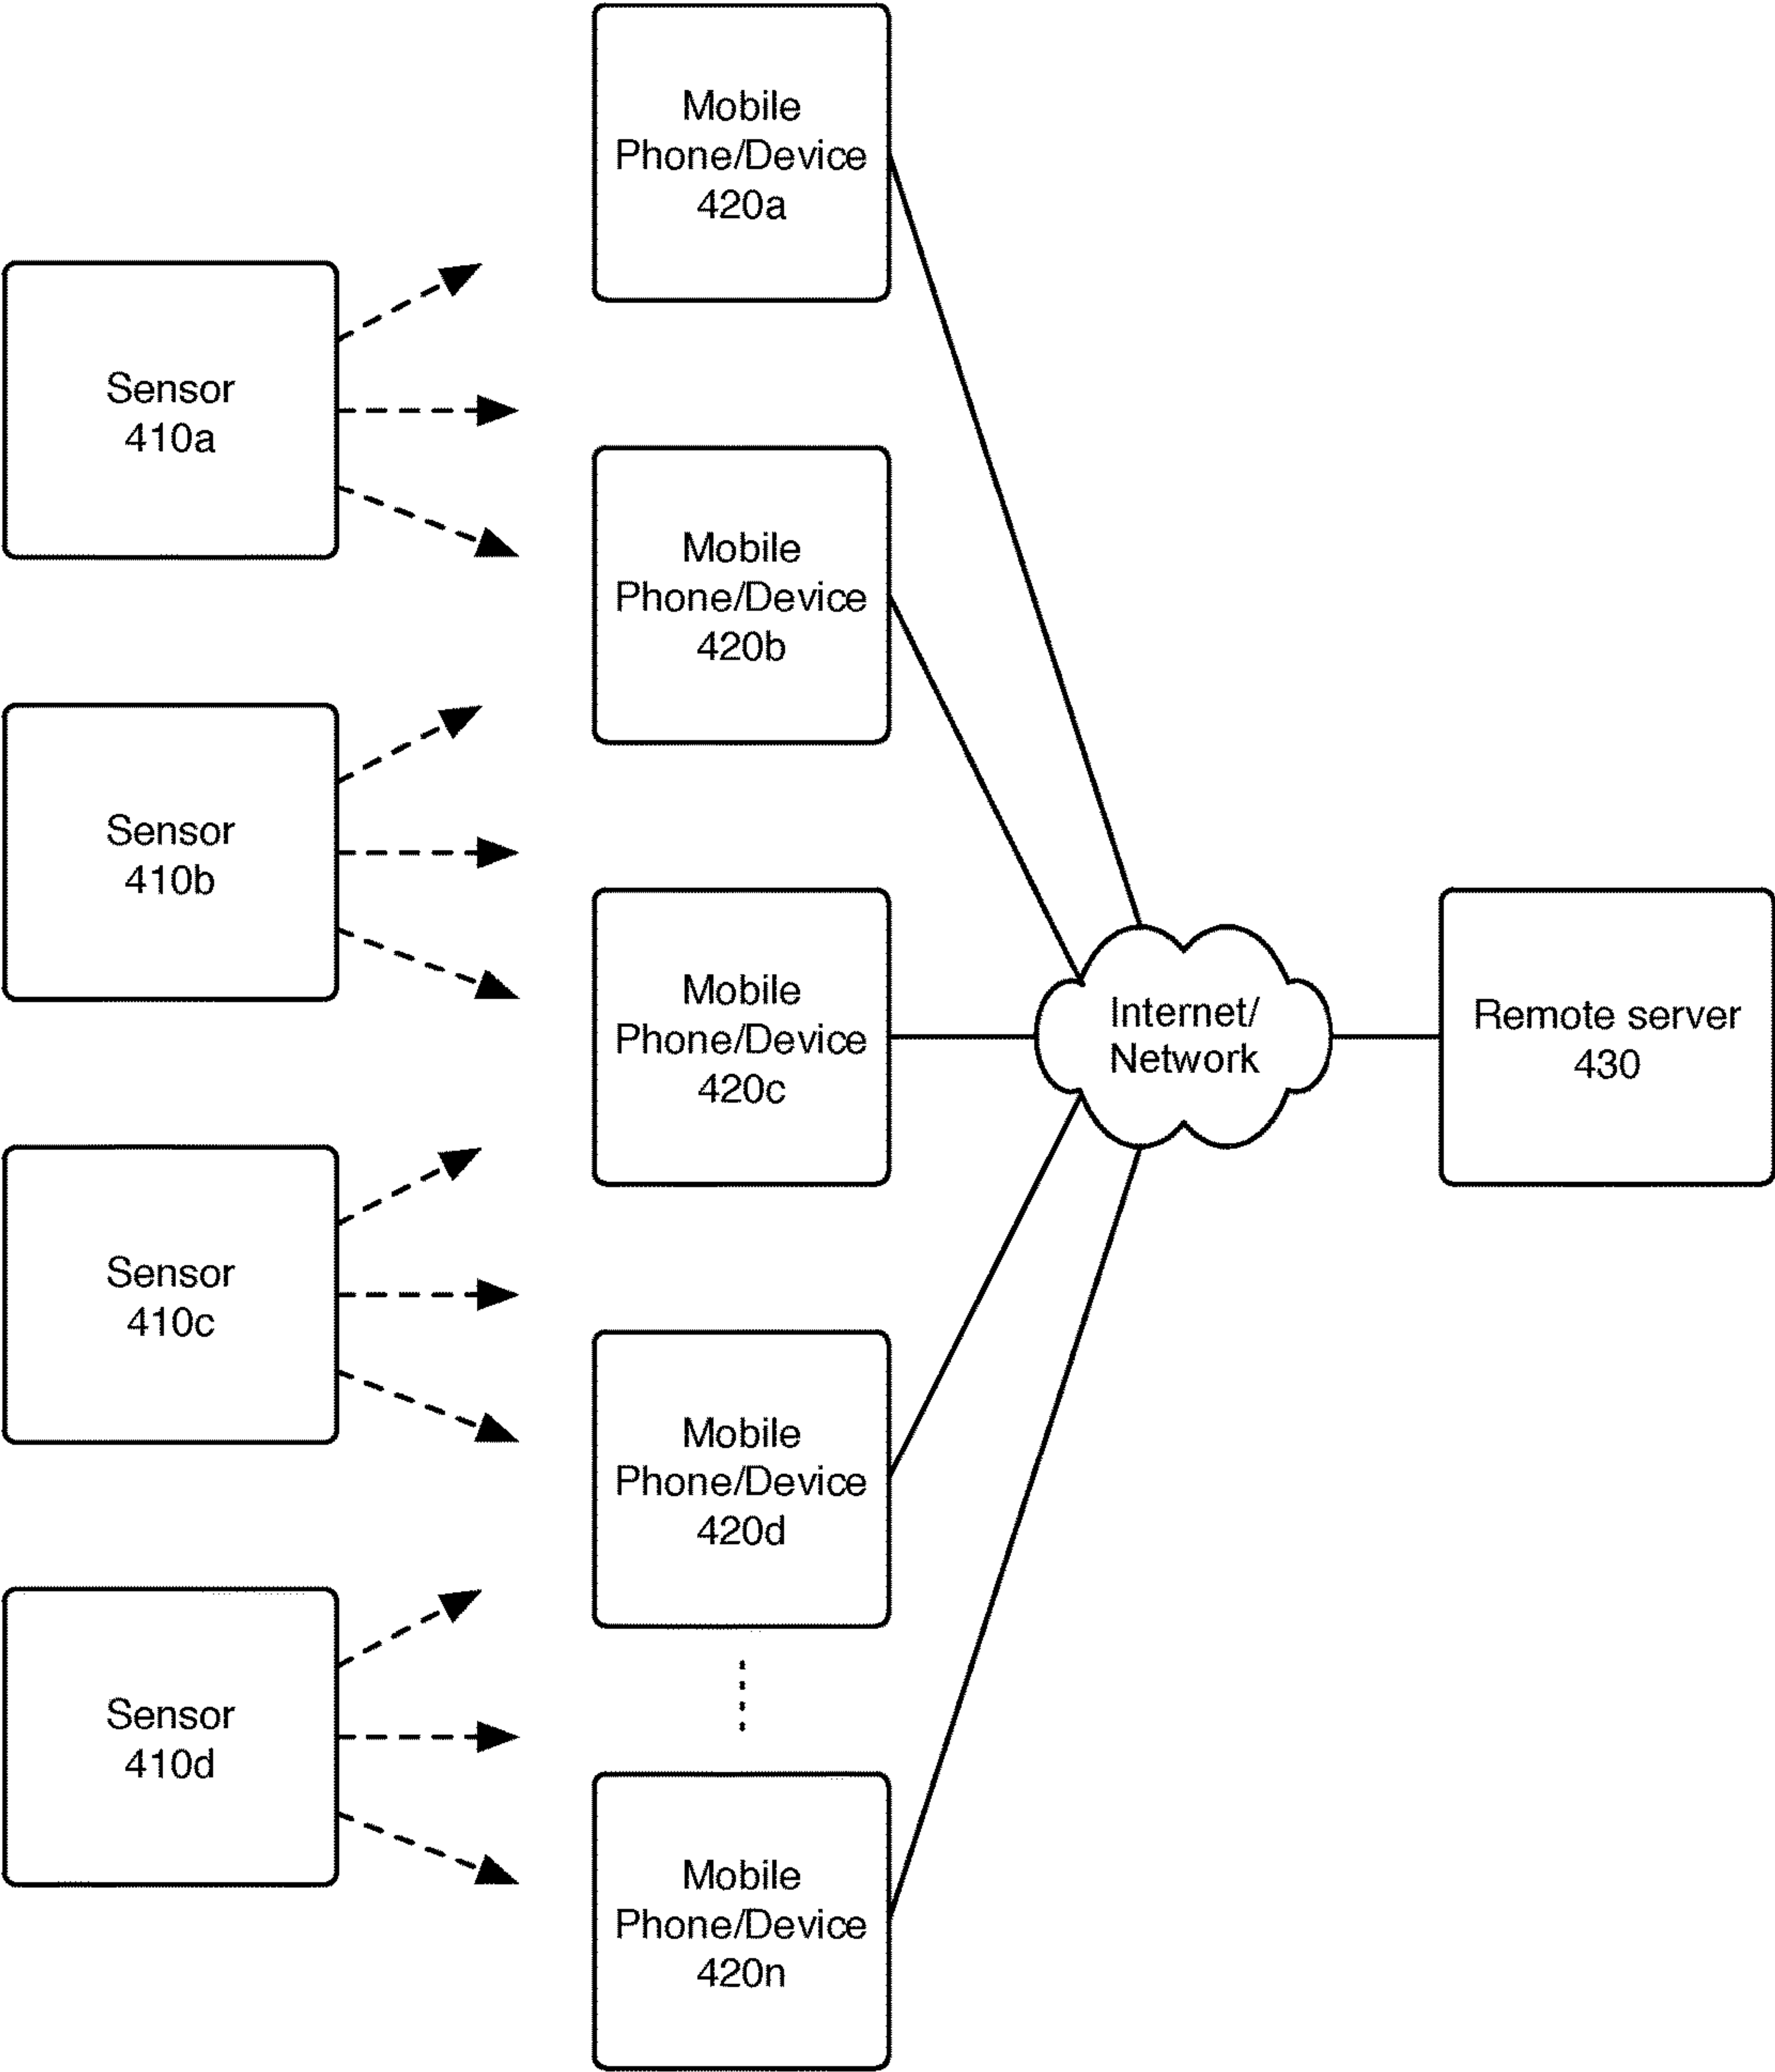 Mobile
Phone/Device
420a
Sensor
410a
Mobile
Phone/Device
420b
Sensor
410b
Mobile
Phone/Device
420c
Internet/
Network
Remote server
430
Sensor
410c
Mobile
Phone/Device
420d
Sensor
410d
Mobile
Phone/Device
420n